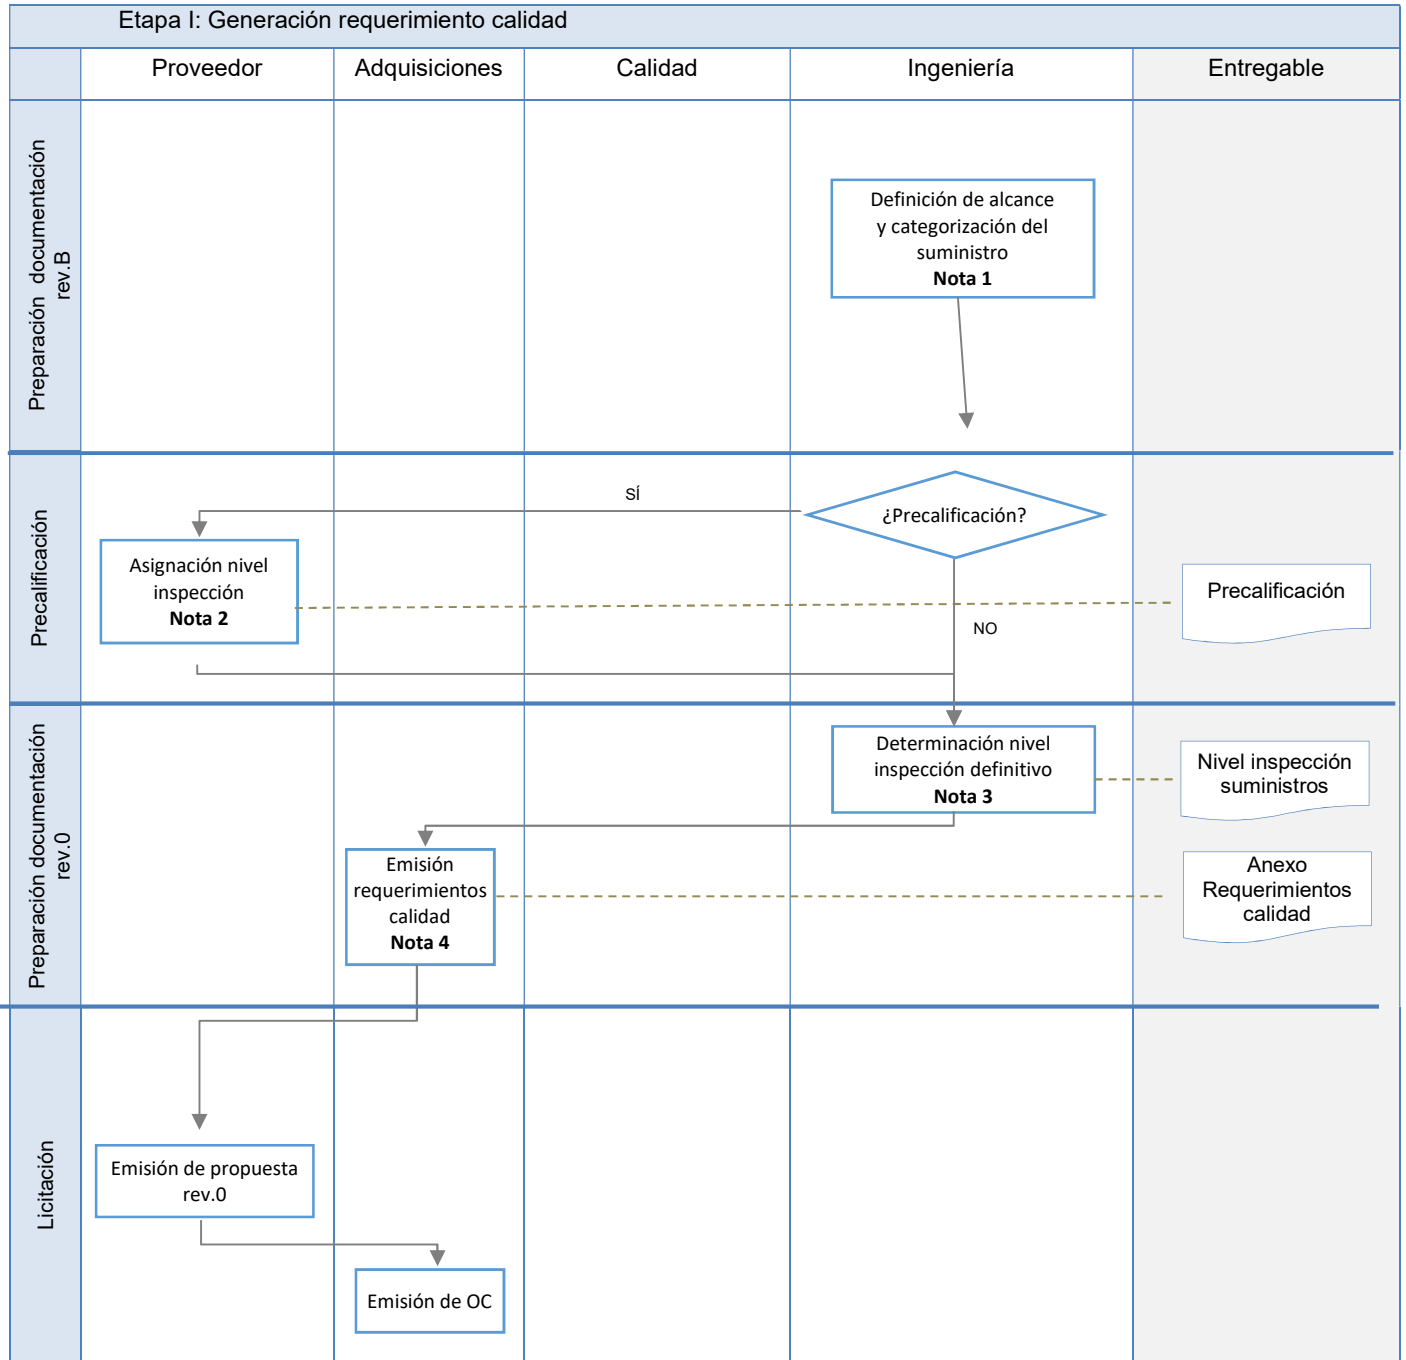 Etapa I: Generación requerimiento calidad
Proveedor
Adquisiciones
Calidad
Ingeniería
Entregable
Preparación documentación
rev.B
Definición de alcance
y categorización del
suministro
Nota 1
Precalificación
SÍ
¿Precalificación?
Asignación nivel
inspección
Nota 2
Precalificación
NO
Preparación documentación
rev.0
Determinación nivel
inspección definitivo
Nota 3
Nivel inspección
suministros
Emisión
requerimientos
calidad
Nota 4
Anexo
Requerimientos
calidad
Licitación
Emisión de propuesta
rev.0
Emisión de OC